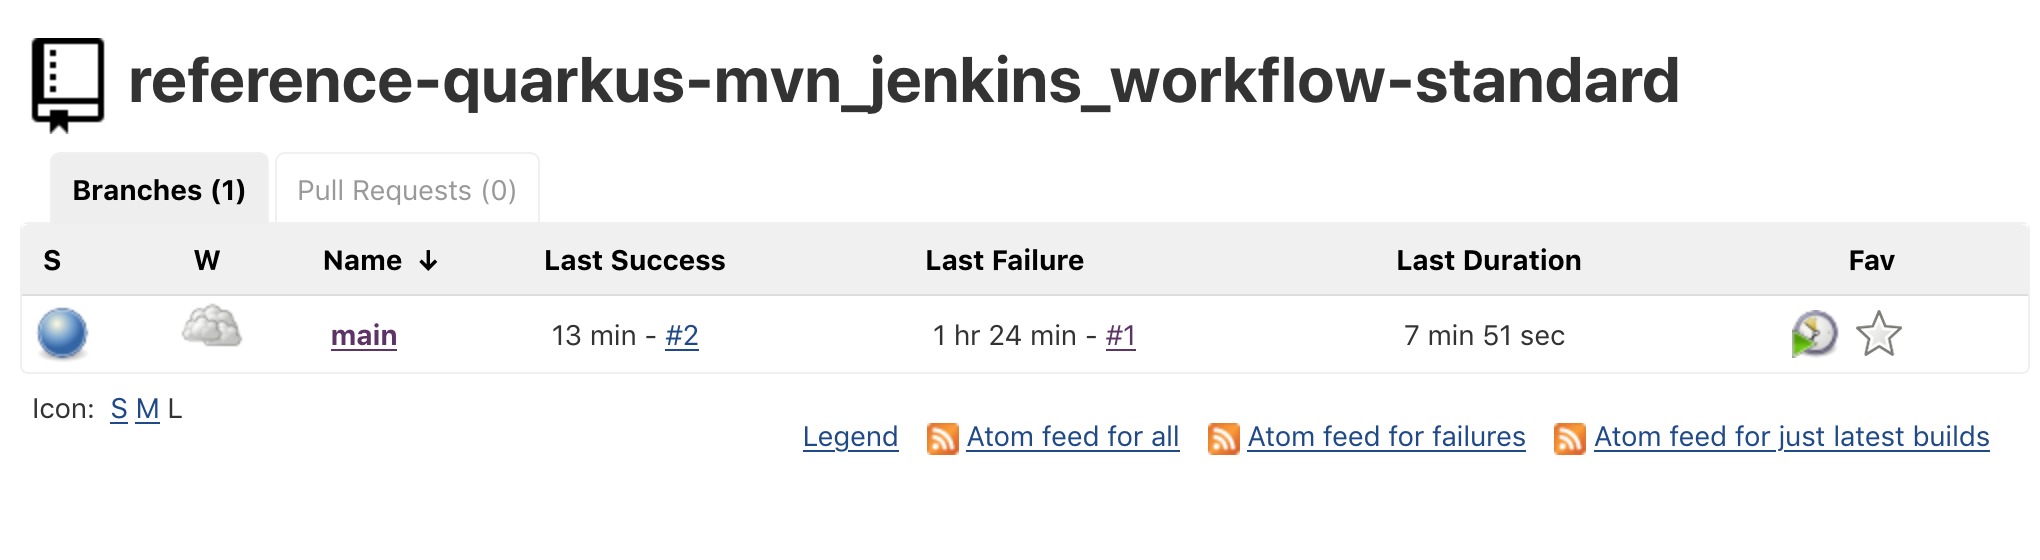 reference-quarkus-mvn_jenkins_workflow-standard
Branches (1) Pull Requests (0)
S W Name ↓ Last Success Last Failure Last Duration Fav
main 13 min - #2 1 hr 24 min - #1 7 min 51 sec
Icon: S M L
Legend Atom feed for all Atom feed for failures Atom feed for just latest builds